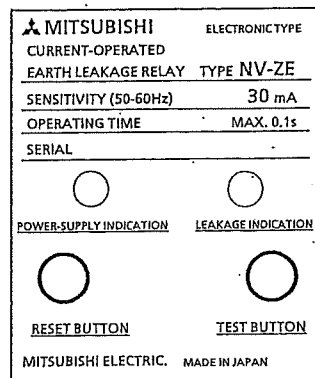 MITSUBISHI ELECTRONIC TYPE
CURRENT-OPERATED
EARTH LEAKAGE RELAY TYPE NV-ZE
SENSITIVITY (50-60Hz) 30 mA
OPERATING TIME MAX. 0.1s
SERIAL
POWER-SUPPLY INDICATION LEAKAGE INDICATION
RESET BUTTON TEST BUTTON
MITSUBISHI ELECTRIC. MADE IN JAPAN